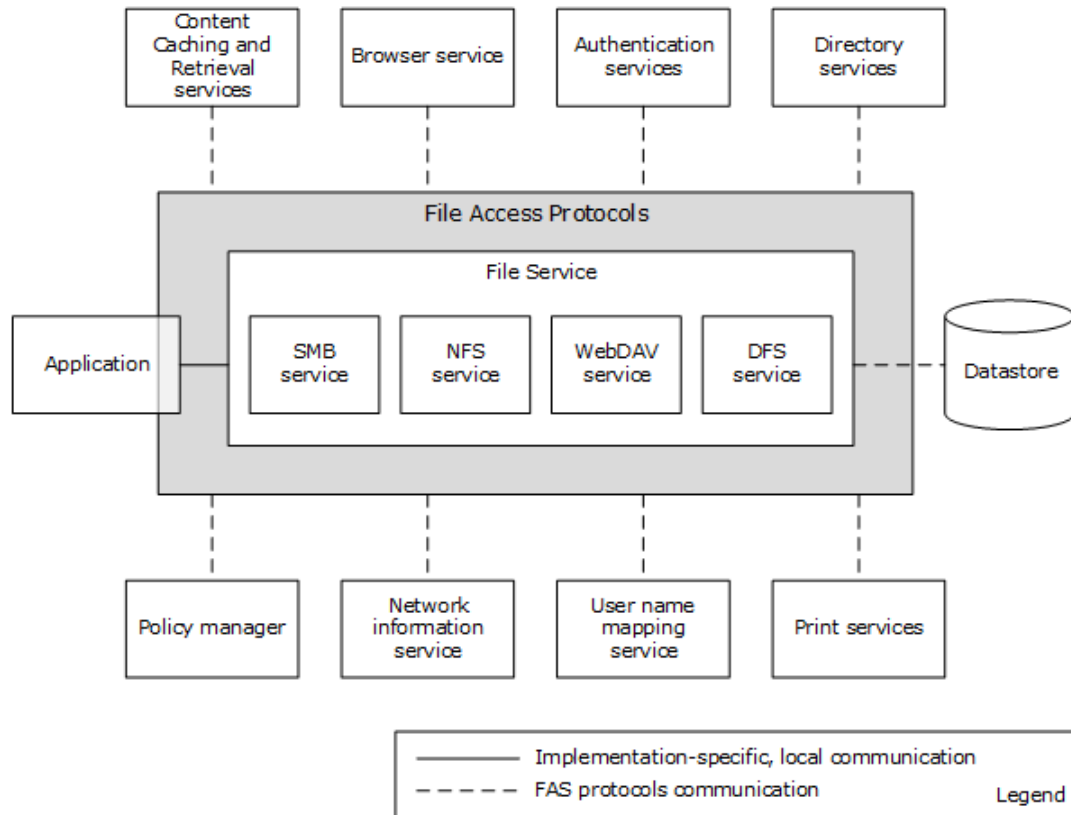 Content
Caching and
Retrieval
services
Browser service
Authentication
services
Directory
services
File Access Protocols
File Service
Application
SMB
service
NFS
service
WebDAV
service
DFS
service
Datastore
Policy manager
Network
information
service
User name
mapping
service
Print services
Implementation-specific, local communication
FAS protocols communication
Legend